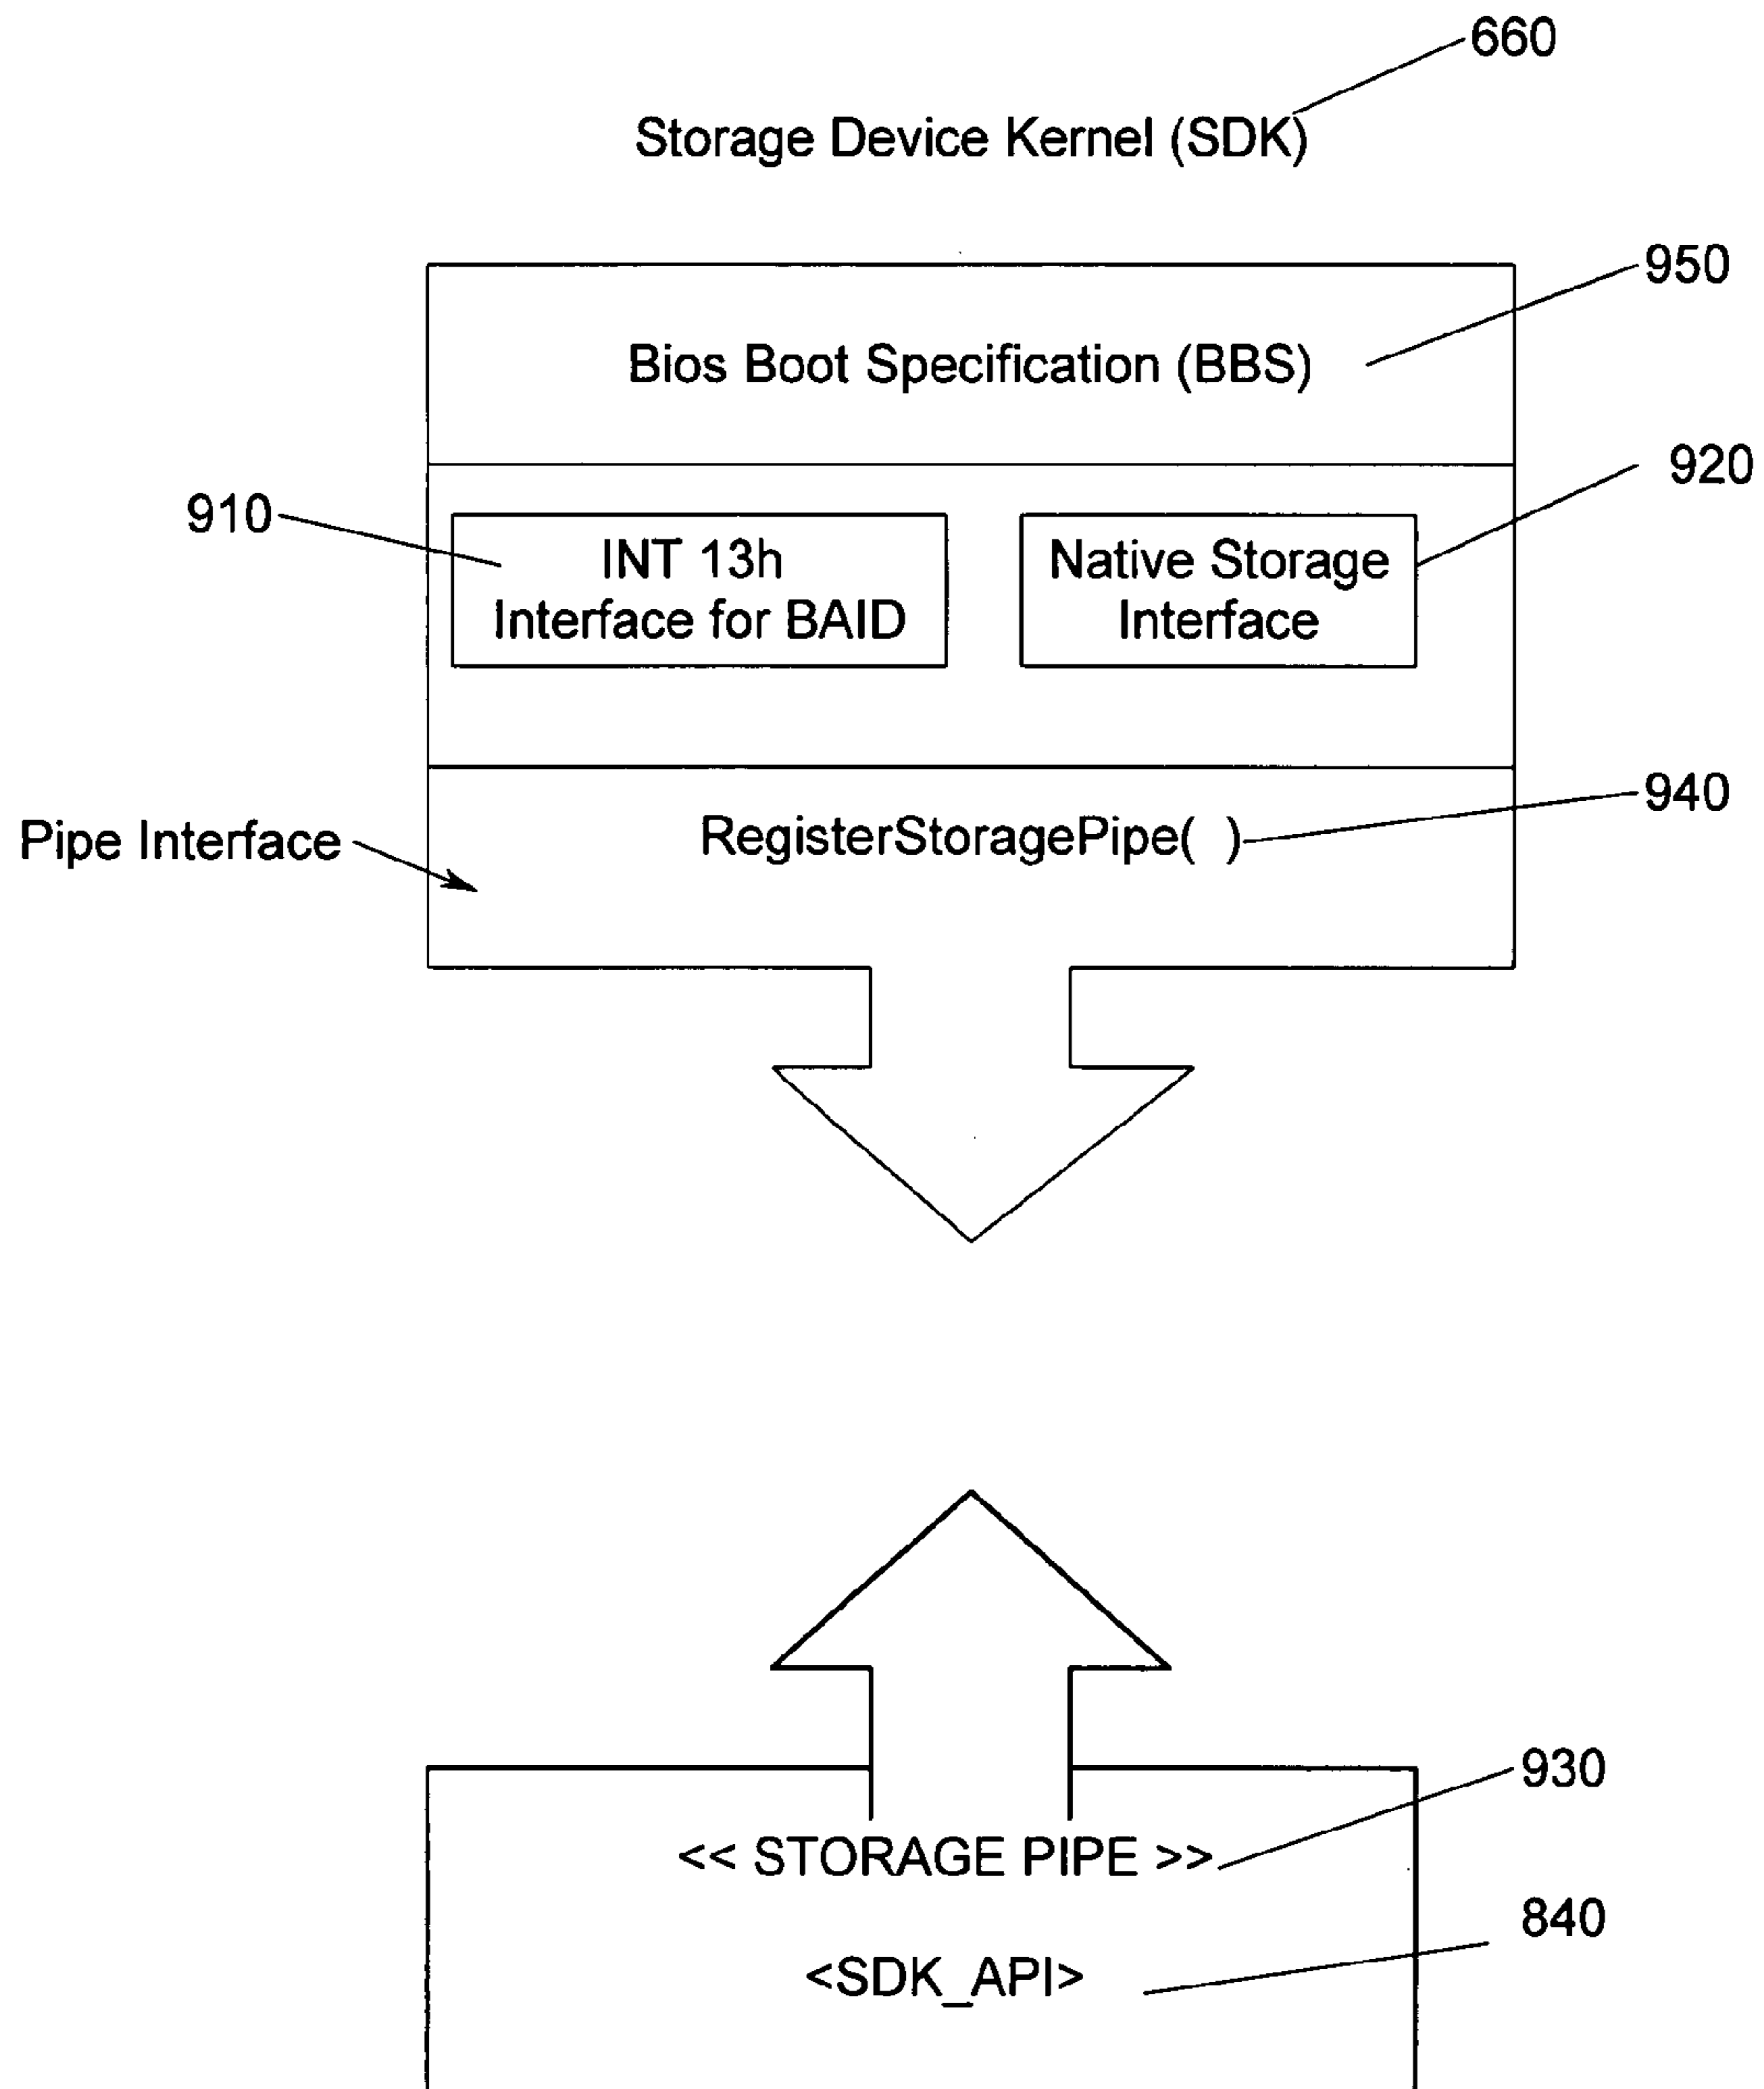 660
Storage Device Kernel (SDK)
950
Bios Boot Specification (BBS)
920
910
INT 13h
Interface for BAID
Native Storage
Interface
940
RegisterStoragePipe( )
Pipe Interface
930
<< STORAGE PIPE >>
840
<SDK_API>